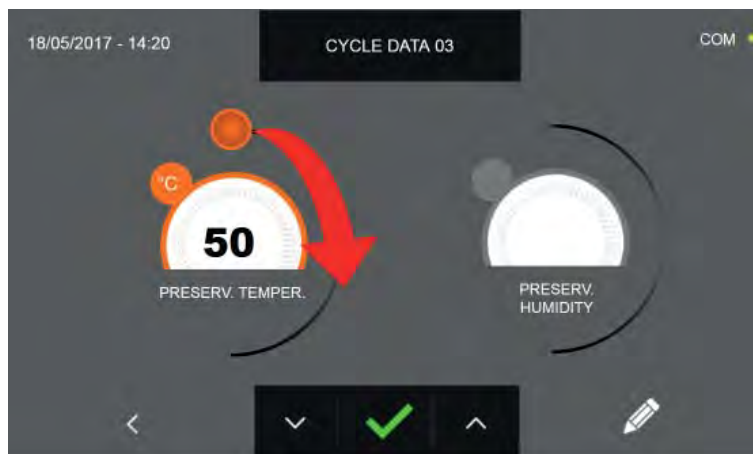 18/05/2017 - 14:20
CYCLE DATA 03
COM
°C
50
PRESERV. TEMPER.
PRESERV.
HUMIDITY